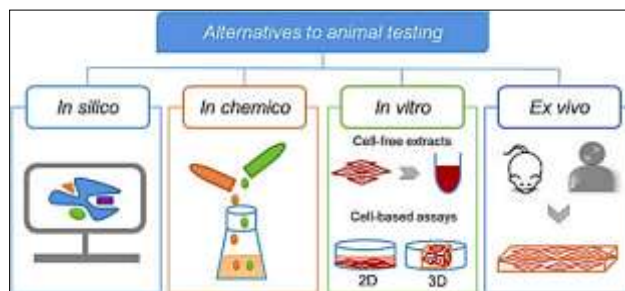 Alternatives to animal testing
In silico
In chemico
In vitro
Ex vivo
Cell-free extracts
Cell-based assays
2D
3D